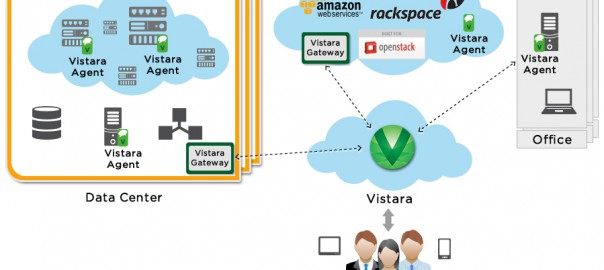 Vistara
Agent
Vistara
Agent
Vistara
Agent
Vistara
Gateway
Data Center
amazon
webservices™
rackspace
Vistara
Gateway
BUILT FOR
openstack
Vistara
Agent
V
Vistara
Vistara
Agent
Office